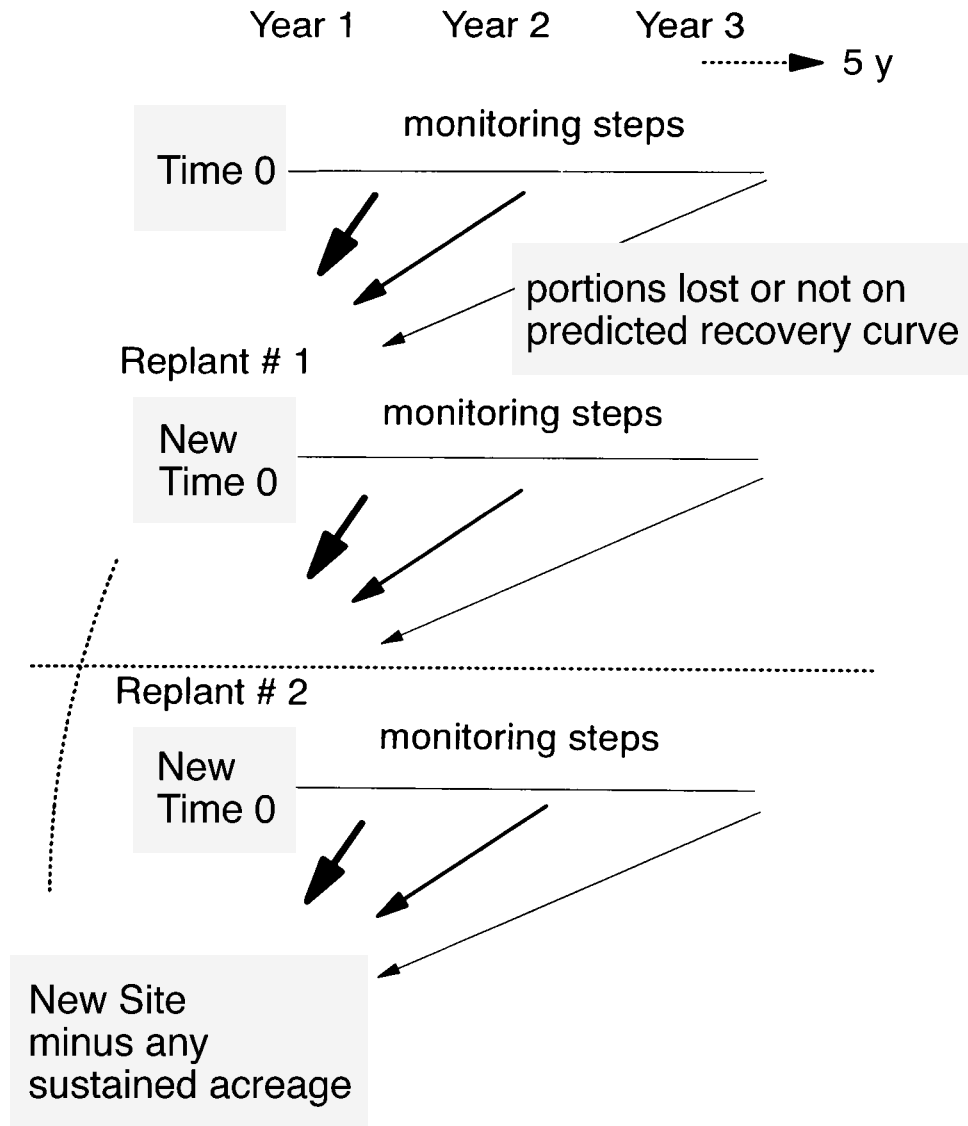 Year 1 Year 2 Year 3
5 y
monitoring steps
Time 0
portions lost or not on
predicted recovery curve
Replant # 1
monitoring steps
New
Time 0
Replant # 2
monitoring steps
New
Time 0
New Site
minus any
sustained acreage